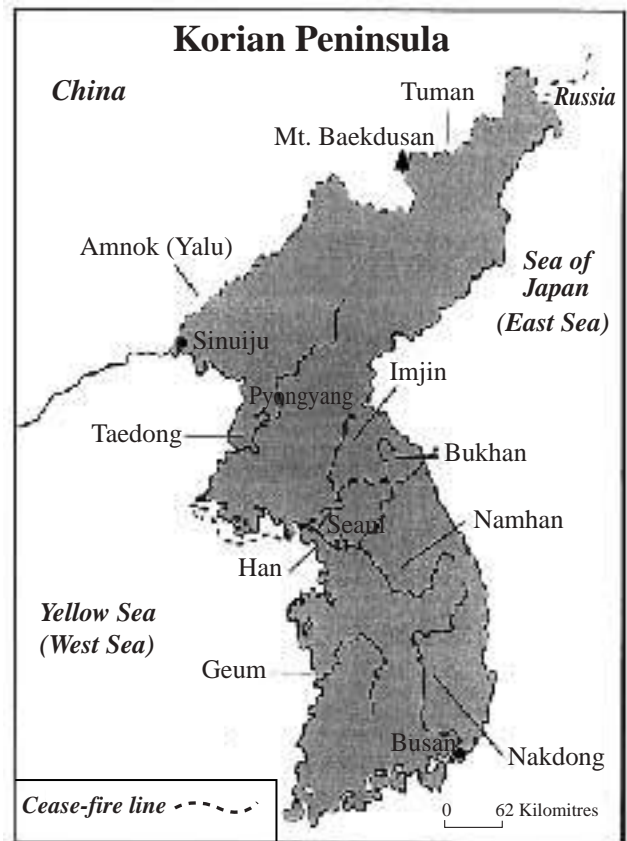 Korian Peninsula
China
Tuman
Russia
Mt. Baekdusan
Amnok (Yalu)
Sea of
Japan
(East Sea)
Sinuiju
Imjin
Pyongyang
Taedong
Bukhan
Seaul
Namhan
Han
Yellow Sea
(West Sea)
Geum
Busan
Nakdong
Cease-fire line
0 62 Kilomitres